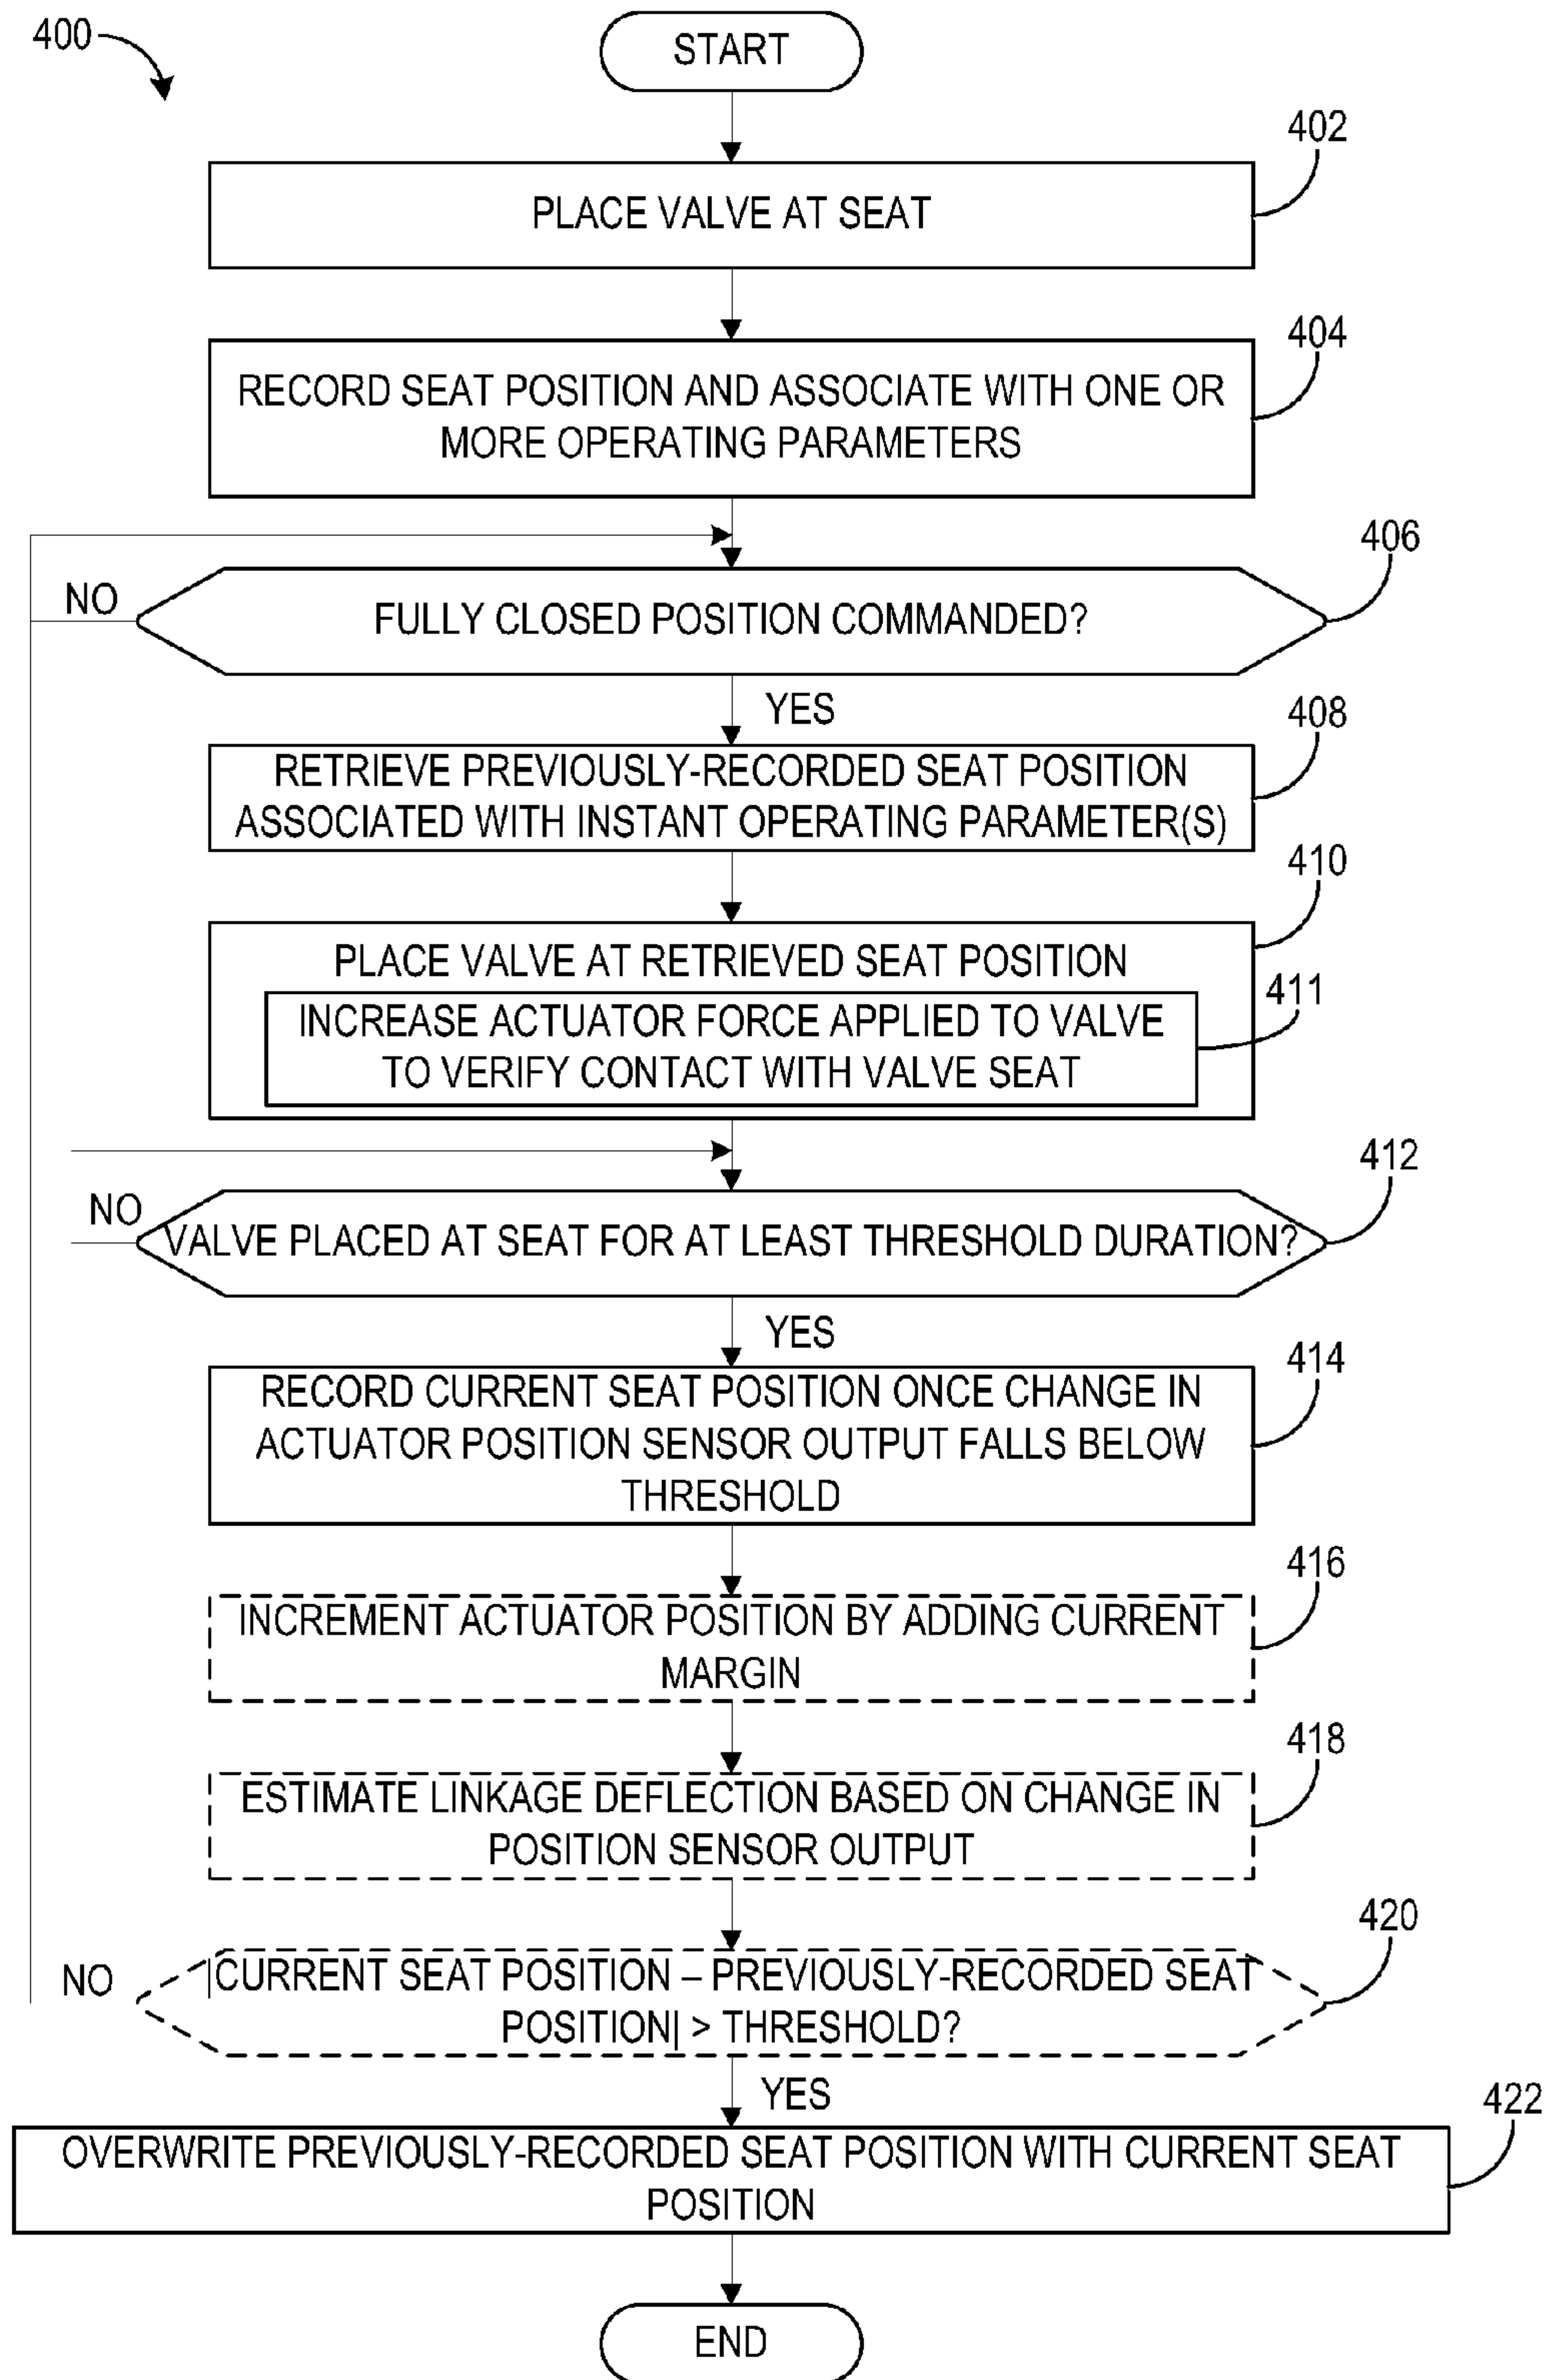 400
START
402
PLACE VALVE AT SEAT
404
RECORD SEAT POSITION AND ASSOCIATE WITH ONE OR
MORE OPERATING PARAMETERS
406
NO
FULLY CLOSED POSITION COMMANDED?
YES
408
RETRIEVE PREVIOUSLY-RECORDED SEAT POSITION
ASSOCIATED WITH INSTANT OPERATING PARAMETER(S)
410
PLACE VALVE AT RETRIEVED SEAT POSITION
411
INCREASE ACTUATOR FORCE APPLIED TO VALVE
TO VERIFY CONTACT WITH VALVE SEAT
412
NO
VALVE PLACED AT SEAT FOR AT LEAST THRESHOLD DURATION?
YES
414
RECORD CURRENT SEAT POSITION ONCE CHANGE IN
ACTUATOR POSITION SENSOR OUTPUT FALLS BELOW
THRESHOLD
416
INCREMENT ACTUATOR POSITION BY ADDING CURRENT
MARGIN
418
ESTIMATE LINKAGE DEFLECTION BASED ON CHANGE IN
POSITION SENSOR OUTPUT
420
NO
|CURRENT SEAT POSITION – PREVIOUSLY-RECORDED SEAT
POSITION| > THRESHOLD?
YES
422
OVERWRITE PREVIOUSLY-RECORDED SEAT POSITION WITH CURRENT SEAT
POSITION
END